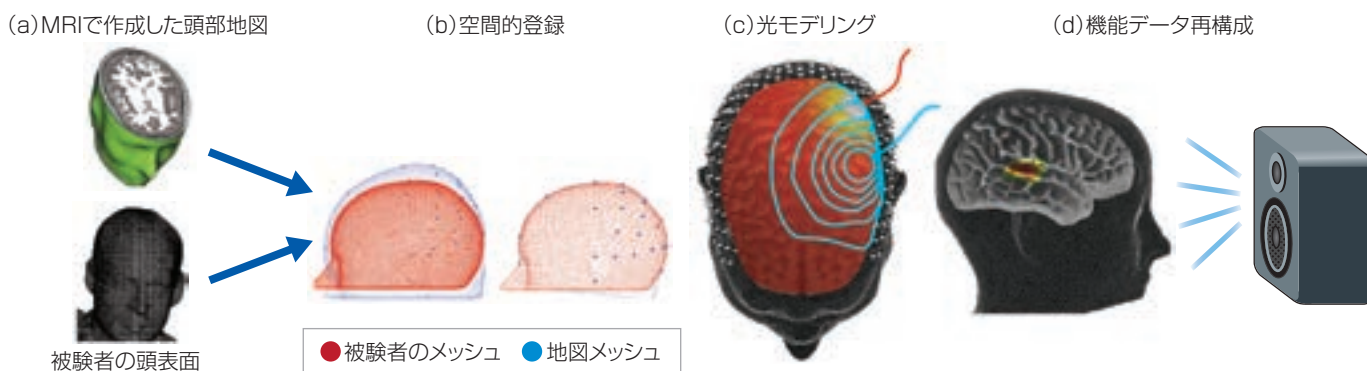 (a)MRIで作成した頭部地図
(b)空間的登録
(c)光モデリング
(d)機能データ再構成
被験者の頭表面
●被験者のメッシュ ●地図メッシュ